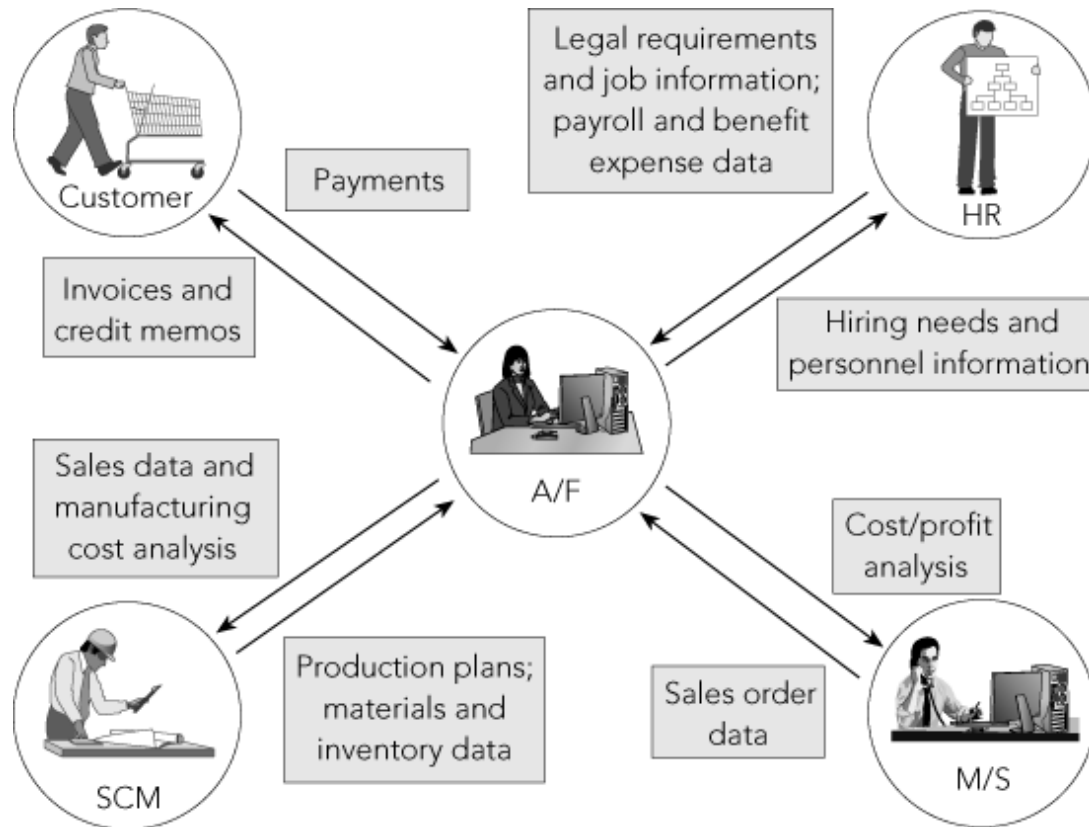 Customer
Payments
Legal requirements
and job information;
payroll and benefit
expense data
HR
Invoices and
credit memos
Hiring needs and
personnel information
A/F
Sales data and
manufacturing
cost analysis
Cost/profit
analysis
SCM
Production plans;
materials and
inventory data
Sales order
data
M/S